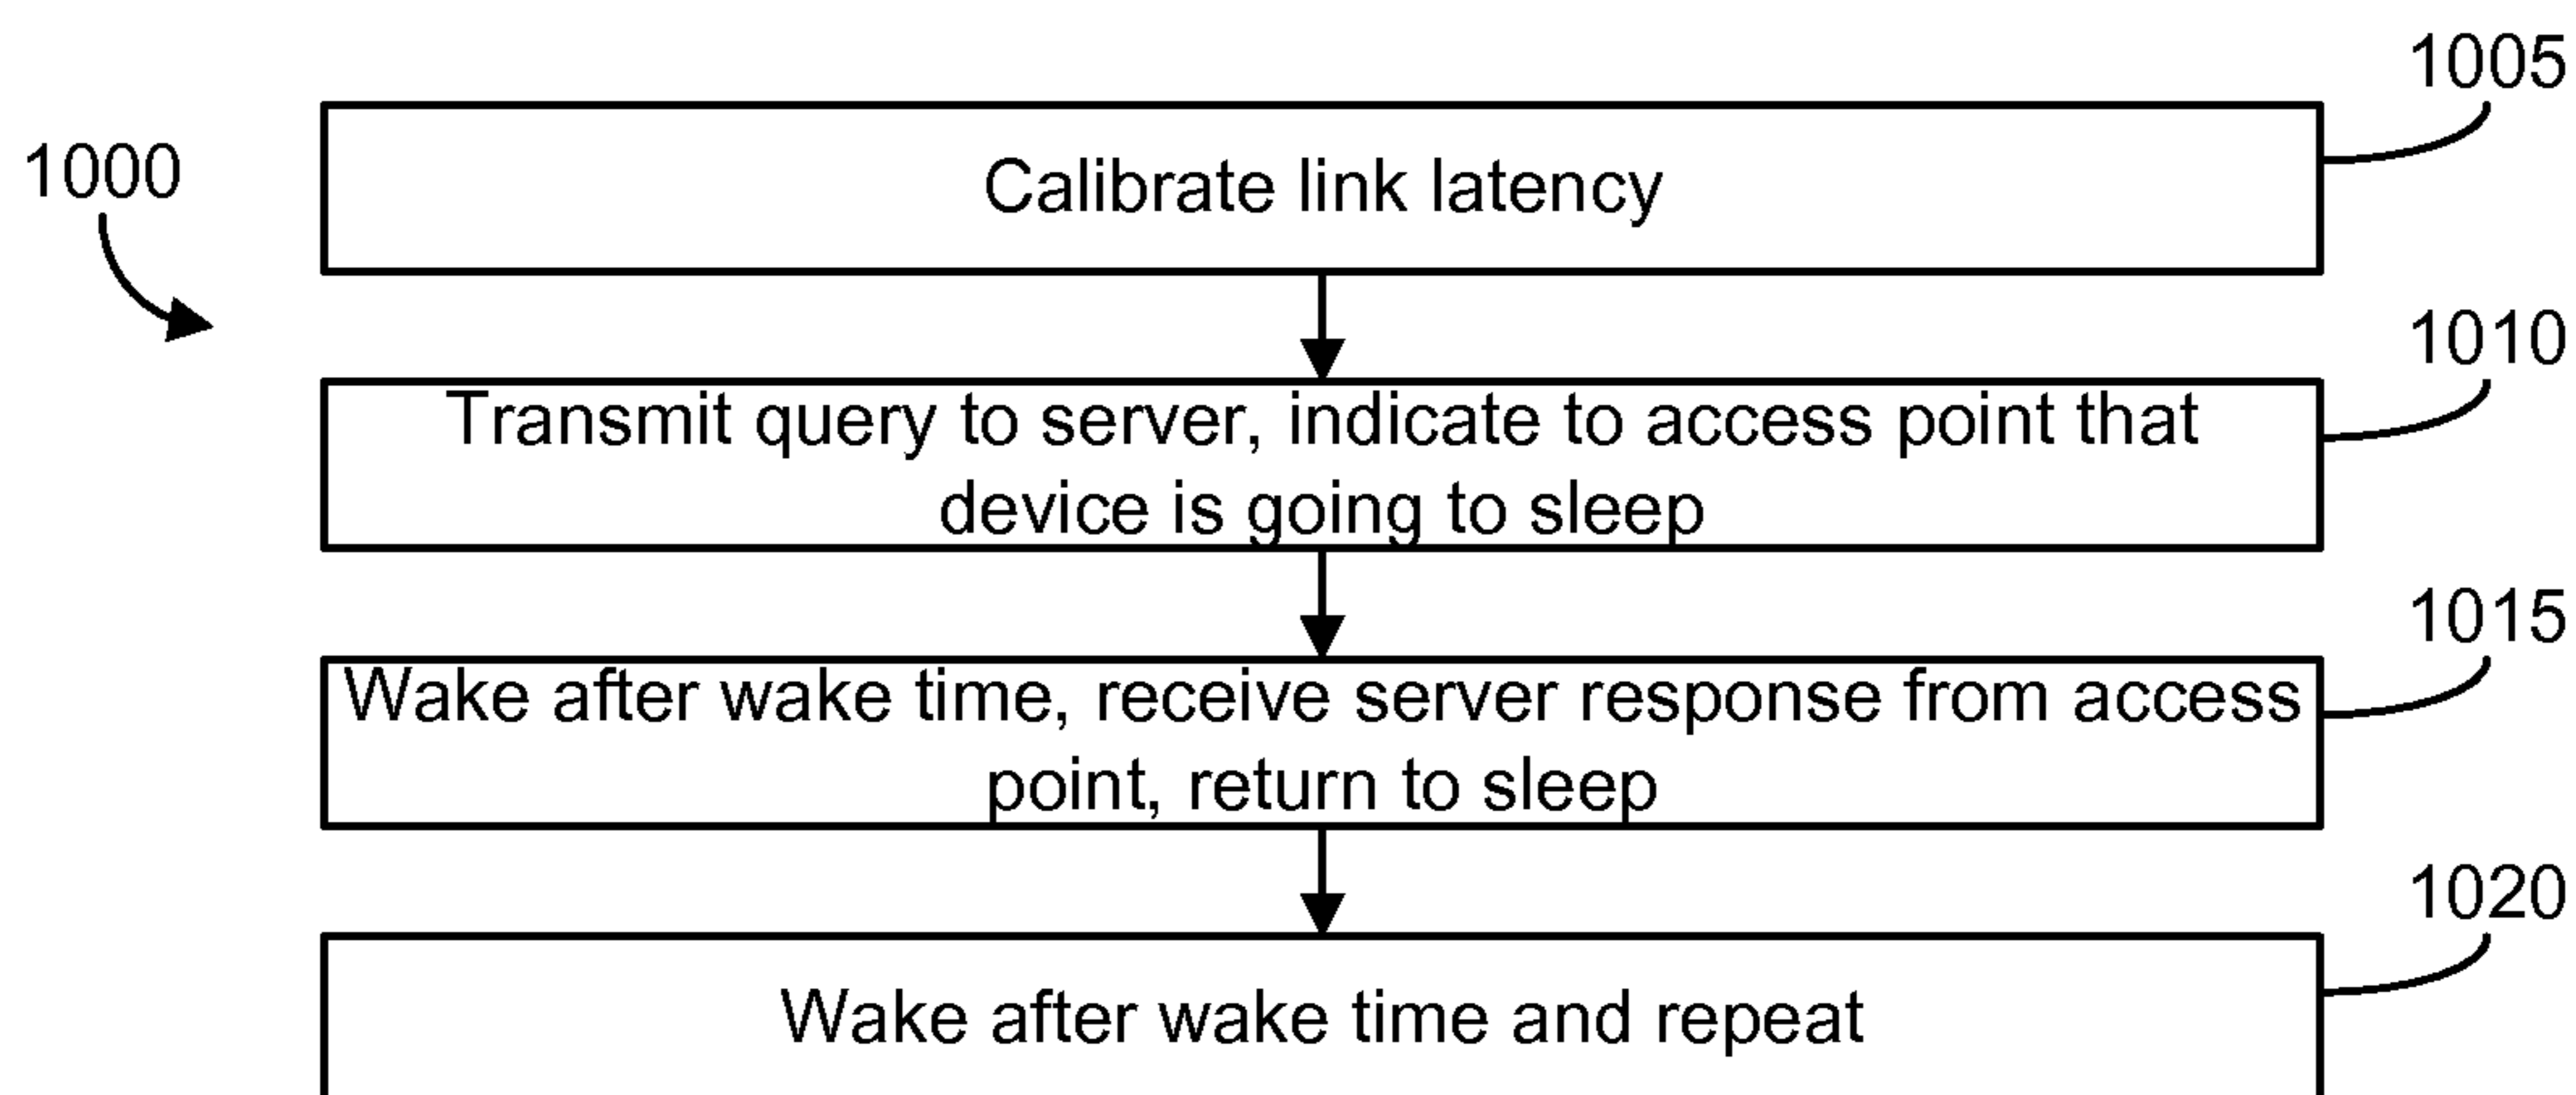 1005
1000
Calibrate link latency
1010
Transmit query to server, indicate to access point that
device is going to sleep
1015
Wake after wake time, receive server response from access
point, return to sleep
1020
Wake after wake time and repeat